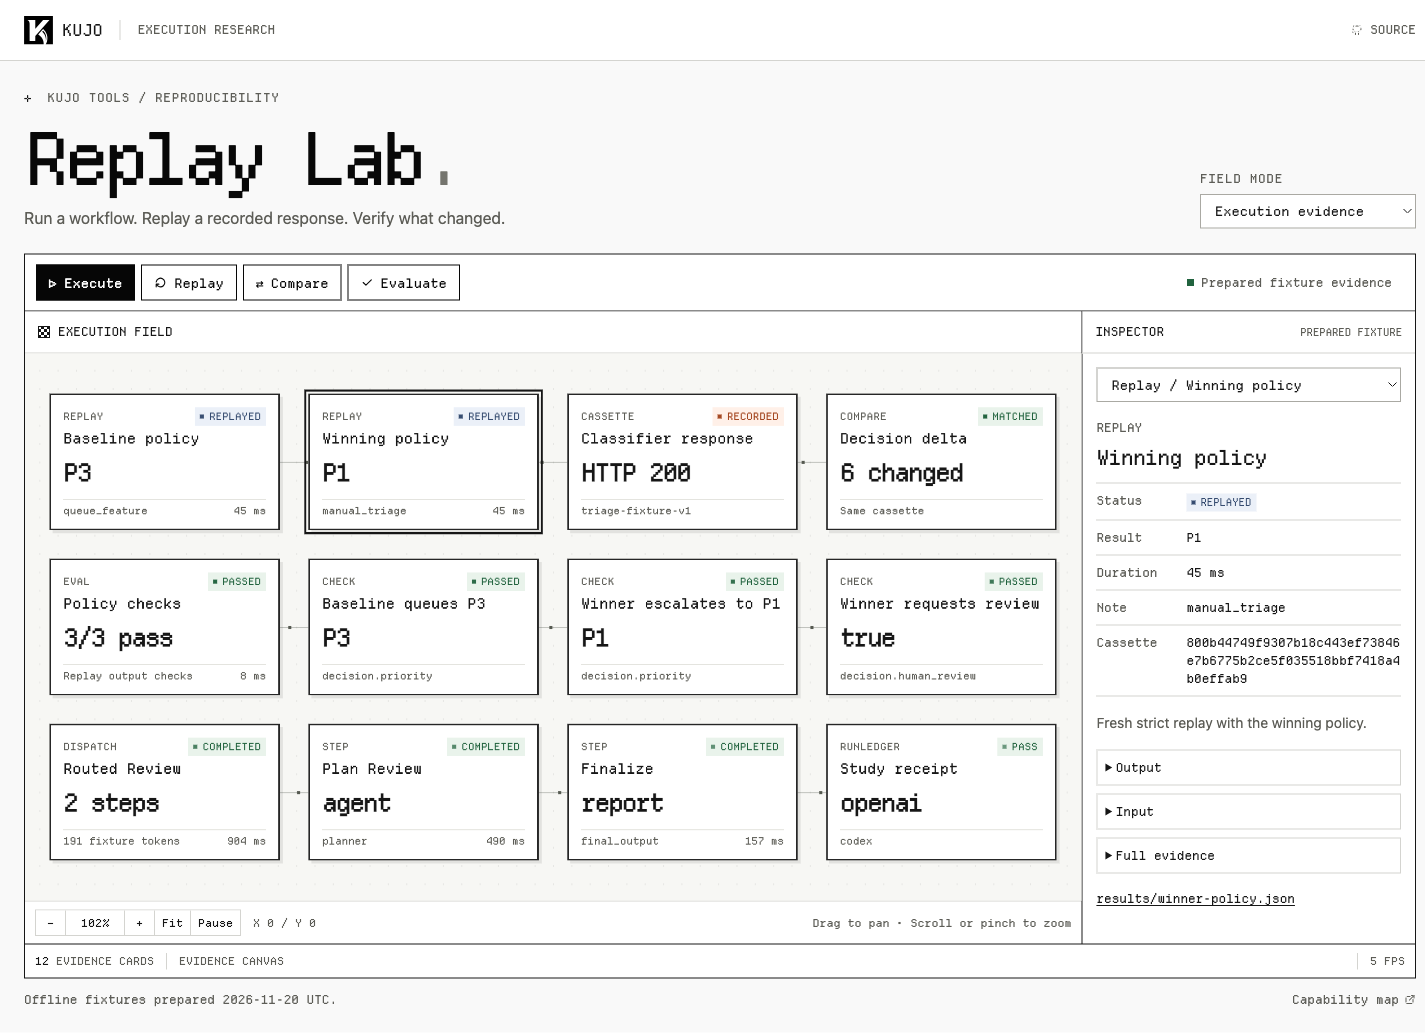 KUJO
EXECUTION RESEARCH
SOURCE
KUJO TOOLS / REPRODUCIBILITY
Replay Lab.
Run a workflow. Replay a recorded response. Verify what changed.
FIELD MODE
Execution evidence
Execute
Replay
Compare
Evaluate
Prepared fixture evidence
EXECUTION FIELD
REPLAY
REPLAYED
Baseline policy
P3
queue_feature 45 ms
REPLAY
REPLAYED
Winning policy
P1
manual_triage 45 ms
CASSETTE
RECORDED
Classifier response
HTTP 200
triage-fixture-v1
COMPARE
MATCHED
Decision delta
6 changed
Same cassette
EVAL
PASSED
Policy checks
3/3 pass
Replay output checks 8 ms
CHECK
PASSED
Baseline queues P3
P3
decision.priority
CHECK
PASSED
Winner escalates to P1
P1
decision.priority
CHECK
PASSED
Winner requests review
true
decision.human_review
DISPATCH
COMPLETED
Routed Review
2 steps
191 fixture tokens 904 ms
STEP
COMPLETED
Plan Review
agent
planner 490 ms
STEP
COMPLETED
Finalize
report
final_output 157 ms
RUNLEDGER
PASS
Study receipt
openai
codex
− 102% + Fit Pause X 0 / Y 0
Drag to pan · Scroll or pinch to zoom
INSPECTOR
PREPARED FIXTURE
Replay / Winning policy
REPLAY
Winning policy
Status REPLAYED
Result P1
Duration 45 ms
Note manual_triage
Cassette 800b44749f9307b18c443ef73846
e7b6775b2ce5f035518bbf7418a4
b0effab9
Fresh strict replay with the winning policy.
Output
Input
Full evidence
results/winner-policy.json
12 EVIDENCE CARDS
EVIDENCE CANVAS
5 FPS
Offline fixtures prepared 2026-11-20 UTC.
Capability map